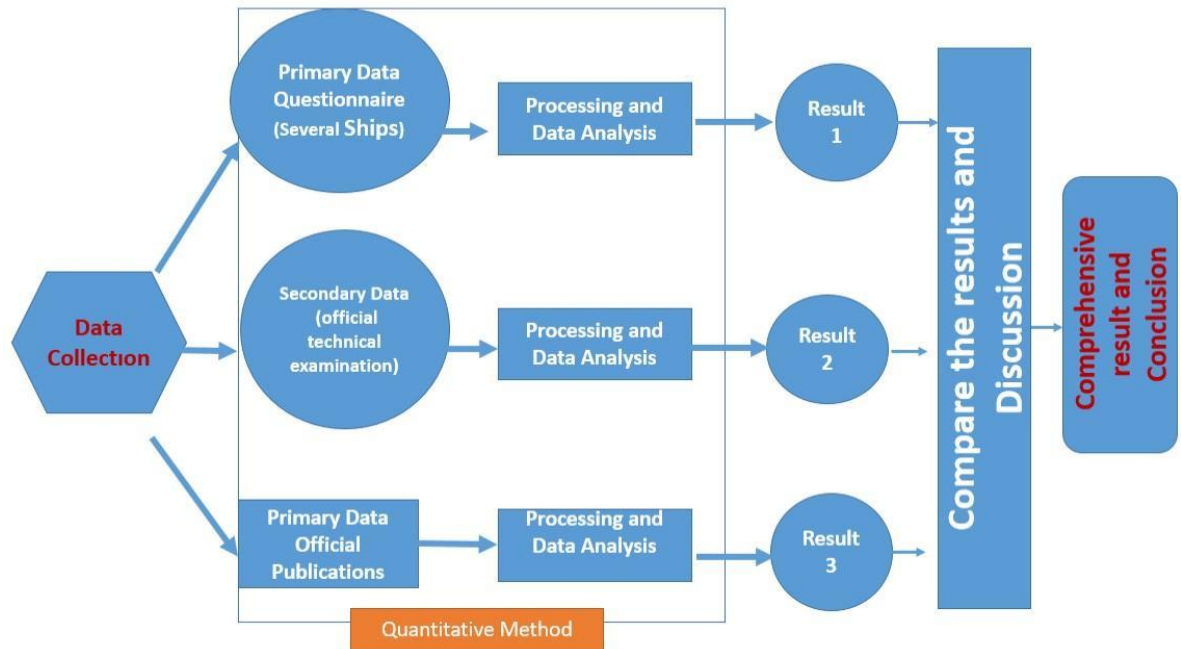 Primary Data
Questionnaire
(Several Ships)
Processing and
Data Analysis
Result
1
Data
Collection
Secondary Data
(official
technical
examination)
Processing and
Data Analysis
Result
2
Primary Data
Official
Publications
Processing and
Data Analysis
Result
3
Quantitative Method
Compare the results and
Discussion
Comprehensive
result and
Conclusion